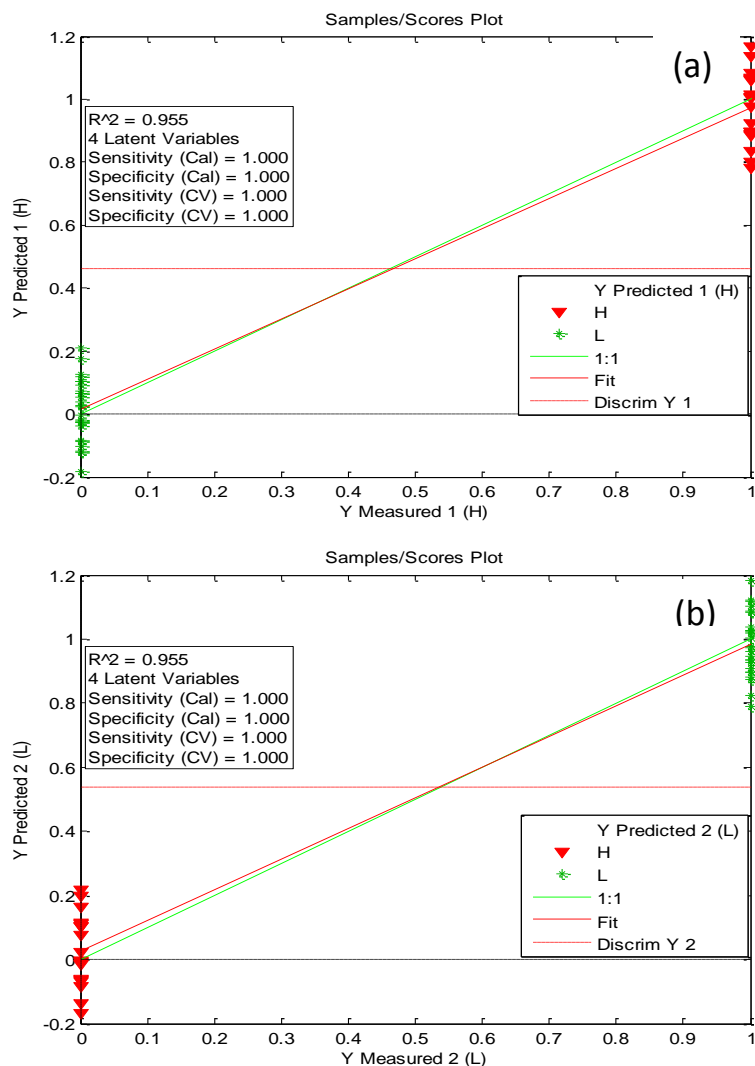 Samples/Scores Plot
(a)
1.2
1
0.8
0.6
0.4
0.2
0
-0.2
Y Predicted 1 (H)
R^2 = 0.955
4 Latent Variables
Sensitivity (Cal) = 1.000
Specificity (Cal) = 1.000
Sensitivity (CV) = 1.000
Specificity (CV) = 1.000
Y Predicted 1 (H)
H
L
1:1
Fit
Discrim Y 1
0 0.1 0.2 0.3 0.4 0.5 0.6 0.7 0.8 0.9 1
Y Measured 1 (H)
Samples/Scores Plot
(b)
1.2
1
0.8
0.6
0.4
0.2
0
-0.2
Y Predicted 2 (L)
R^2 = 0.955
4 Latent Variables
Sensitivity (Cal) = 1.000
Specificity (Cal) = 1.000
Sensitivity (CV) = 1.000
Specificity (CV) = 1.000
Y Predicted 2 (L)
H
L
1:1
Fit
Discrim Y 2
0 0.1 0.2 0.3 0.4 0.5 0.6 0.7 0.8 0.9 1
Y Measured 2 (L)